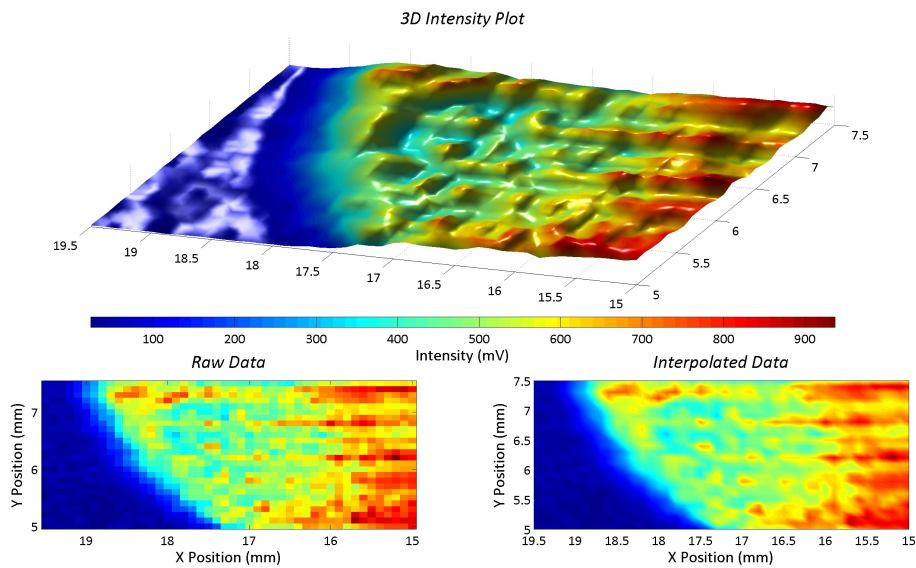 3D Intensity Plot
7.5
7
6.5
6
5.5
5
19.5
19
18.5
18
17.5
17
16.5
16
15.5
15
100 200 300 400 500 600 700 800 900
Intensity (mV)
Raw Data
Interpolated Data
Y Position (mm)
7
6
5
19 18 17 16 15
X Position (mm)
Y Position (mm)
7.5
7
6.5
6
5.5
5
19.5 19 18.5 18 17.5 17 16.5 16 15.5 15
X Position (mm)